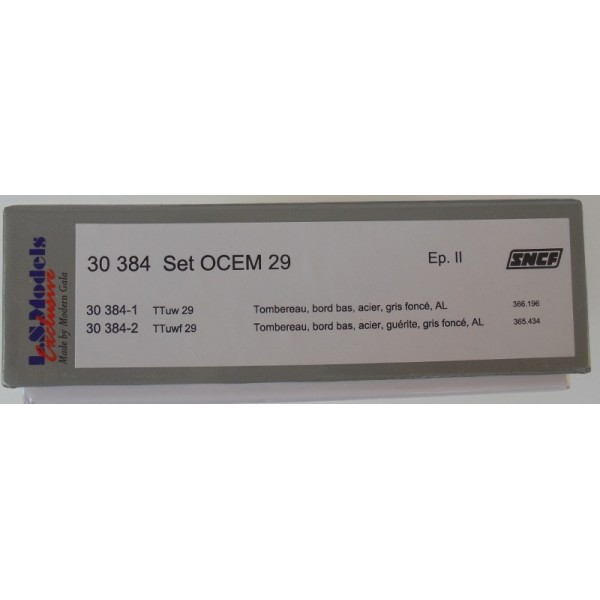 L.S.Models
exclusive
Made by Modern Gala
30 384 Set OCEM 29 Ep. II SNCF
30 384-1 TTuw 29 Tombereau, bord bas, acier, gris foncé, AL 366.196
30 384-2 TTuwf 29 Tombereau, bord bas, acier, guérite, gris foncé, AL 365.434